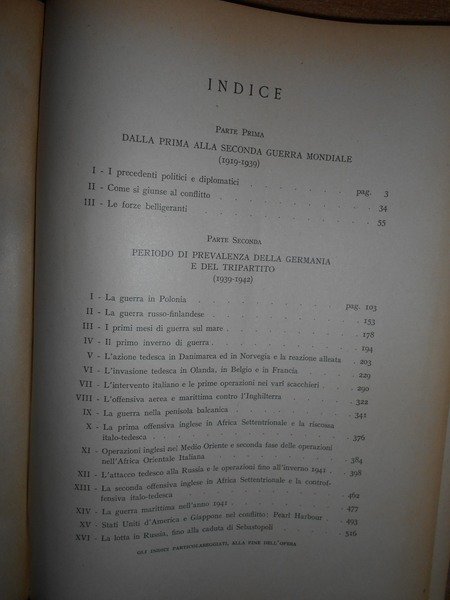 INDICE
PARTE PRIMA
DALLA PRIMA ALLA SECONDA GUERRA MONDIALE
(1919-1939)
I - I precedenti politici e diplomatici . . . . . pag. 3
II - Come si giunse al conflitto . . . . . . 34
III - Le forze belligeranti . . . . . . . 55
PARTE SECONDA
PERIODO DI PREVALENZA DELLA GERMANIA
E DEL TRIPARTITO
(1939-1942)
I - La guerra in Polonia . . . . . . pag. 103
II - La guerra russo-finlandese . . . . . . 153
III - I primi mesi di guerra sul mare . . . . . . 178
IV - Il primo inverno di guerra . . . . . . 194
V - L'azione tedesca in Danimarca ed in Norvegia e la reazione alleata . 203
VI - L'invasione tedesca in Olanda, in Belgio e in Francia . . . 229
VII - L'intervento italiano e le prime operazioni nei vari scacchieri . . 290
VIII - L'offensiva aerea e marittima contro l'Inghilterra . . . . 322
IX - La guerra nella penisola balcanica . . . . . . 341
X - La prima offensiva inglese in Africa Settentrionale e la riscossa
italo-tedesca . . . . . . . . 376
XI - Operazioni inglesi nel Medio Oriente e seconda fase delle operazioni
nell'Africa Orientale Italiana . . . . . . 384
XII - L'attacco tedesco alla Russia e le operazioni fino all'inverno 1941 . 398
XIII - La seconda offensiva inglese in Africa Settentrionale e la controf-
fensiva italo-tedesca . . . . . . . 462
XIV - La guerra marittima nell'anno 1941 . . . . . . 477
XV - Stati Uniti d'America e Giappone nel conflitto: Pearl Harbour . . 493
XVI - La lotta in Russia, fino alla caduta di Sebastopoli . . . . 516
GLI INDICI PARTICOLAREGGIATI, ALLA FINE DELL'OPERA